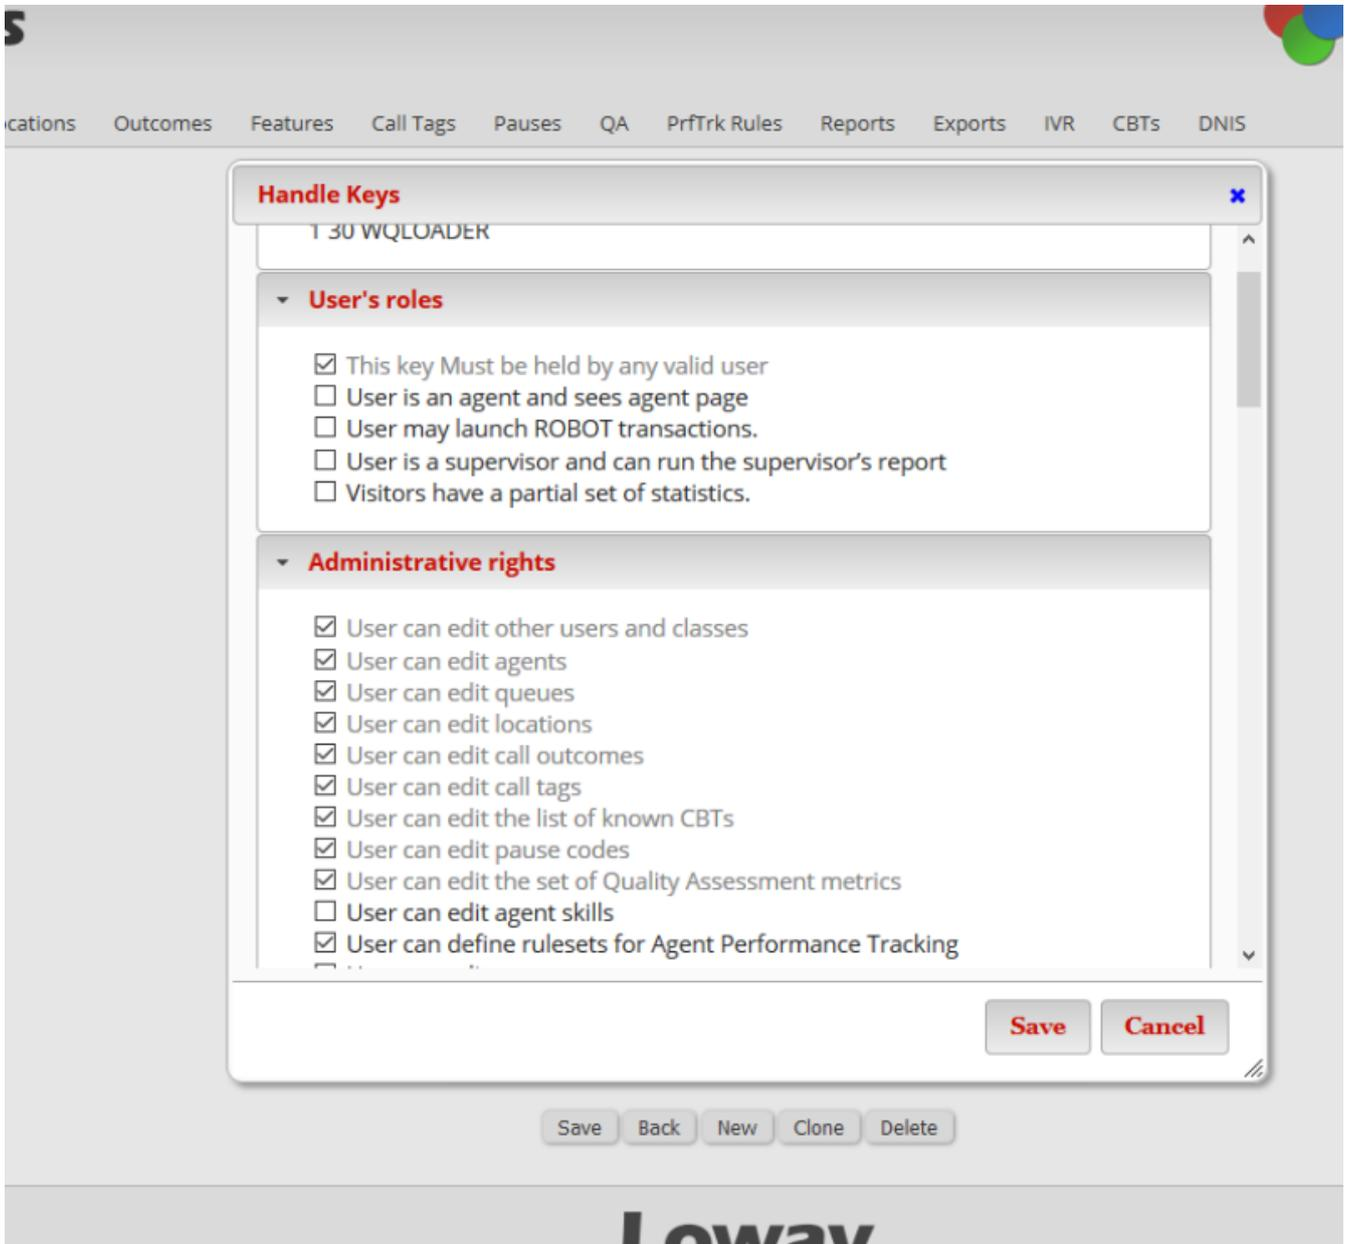 s
cations Outcomes Features Call Tags Pauses QA PrfTrk Rules Reports Exports IVR CBTs DNIS
Handle Keys
1 30 WQLOADER
User's roles
This key Must be held by any valid user
User is an agent and sees agent page
User may launch ROBOT transactions.
User is a supervisor and can run the supervisor’s report
Visitors have a partial set of statistics.
Administrative rights
User can edit other users and classes
User can edit agents
User can edit queues
User can edit locations
User can edit call outcomes
User can edit call tags
User can edit the list of known CBTs
User can edit pause codes
User can edit the set of Quality Assessment metrics
User can edit agent skills
User can define rulesets for Agent Performance Tracking
Save Cancel
Save Back New Clone Delete
Loway